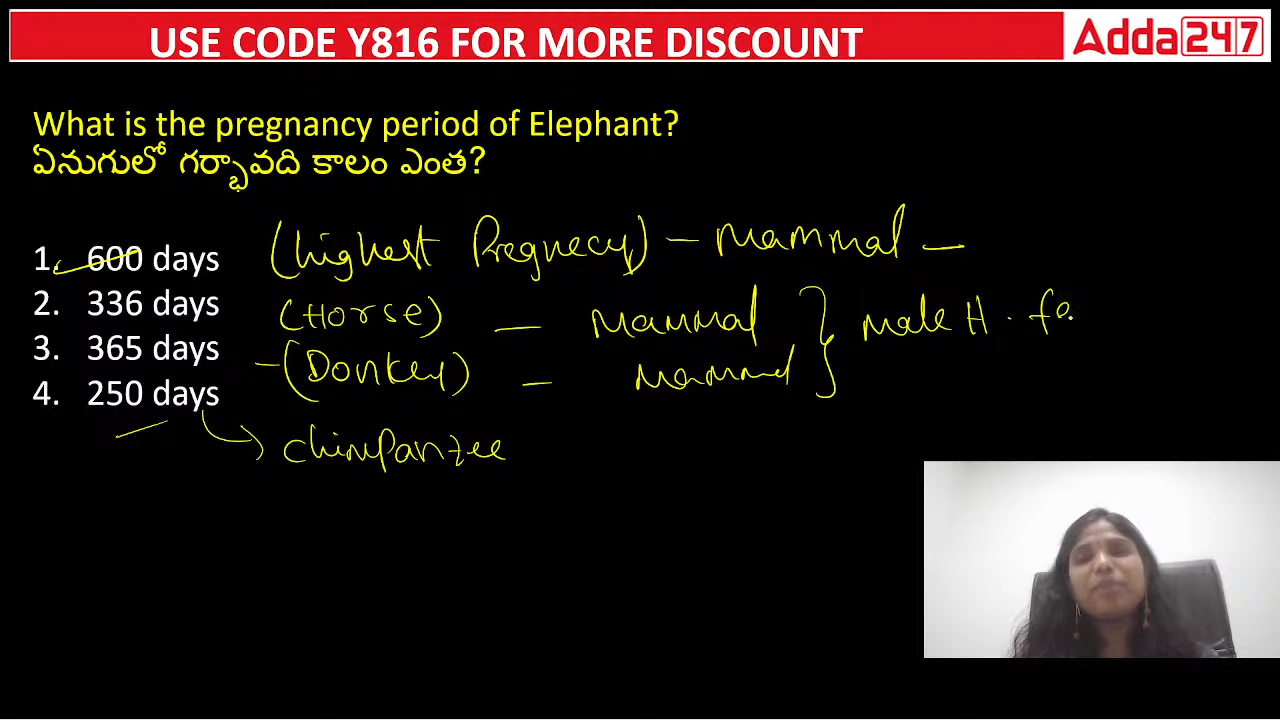 USE CODE Y816 FOR MORE DISCOUNT
Adda247
What is the pregnancy period of Elephant?
ఏనుగులో గర్భావది కాలం ఎంత?
1. 600 days (highest Pregnecy) - mammal -
2. 336 days (Horse) - mammal } male H. fe
3. 365 days - (Donkey) - mammal
4. 250 days
chimpanzee